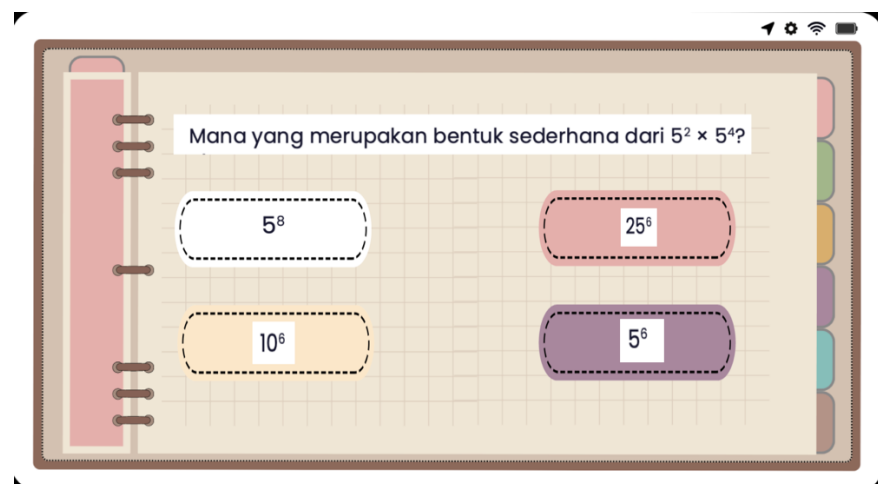 Mana yang merupakan bentuk sederhana dari 5² × 5⁴?
5⁸
25⁶
10⁶
5⁶